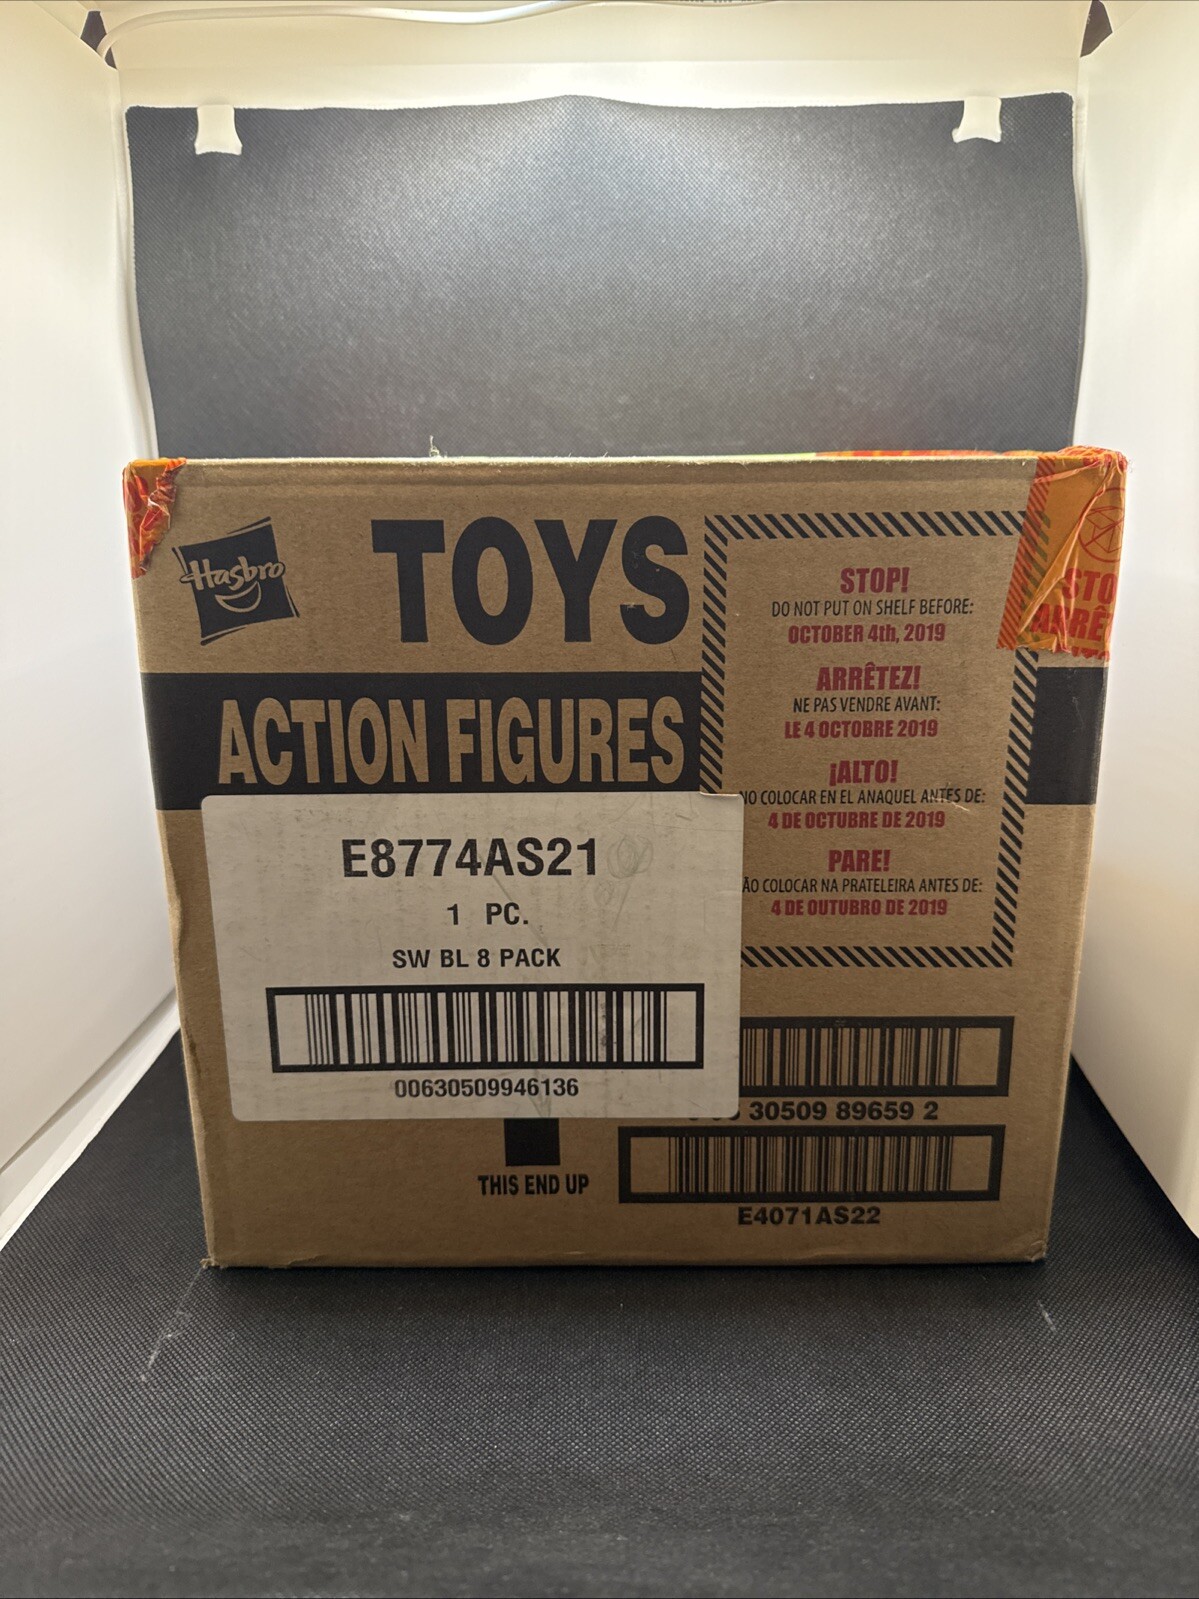 Hasbro
TOYS
ACTION FIGURES
STOP!
DO NOT PUT ON SHELF BEFORE:
OCTOBER 4th, 2019
ARRÊTEZ!
NE PAS VENDRE AVANT:
LE 4 OCTOBRE 2019
¡ALTO!
NO COLOCAR EN EL ANAQUEL ANTES DE:
4 DE OCTUBRE DE 2019
PARE!
COLOCAR NA PRATELEIRA ANTES DE:
4 DE OUTUBRO DE 2019
E8774AS21
1 PC.
SW BL 8 PACK
00630509946136
30509 89659 2
THIS END UP
E4071AS22